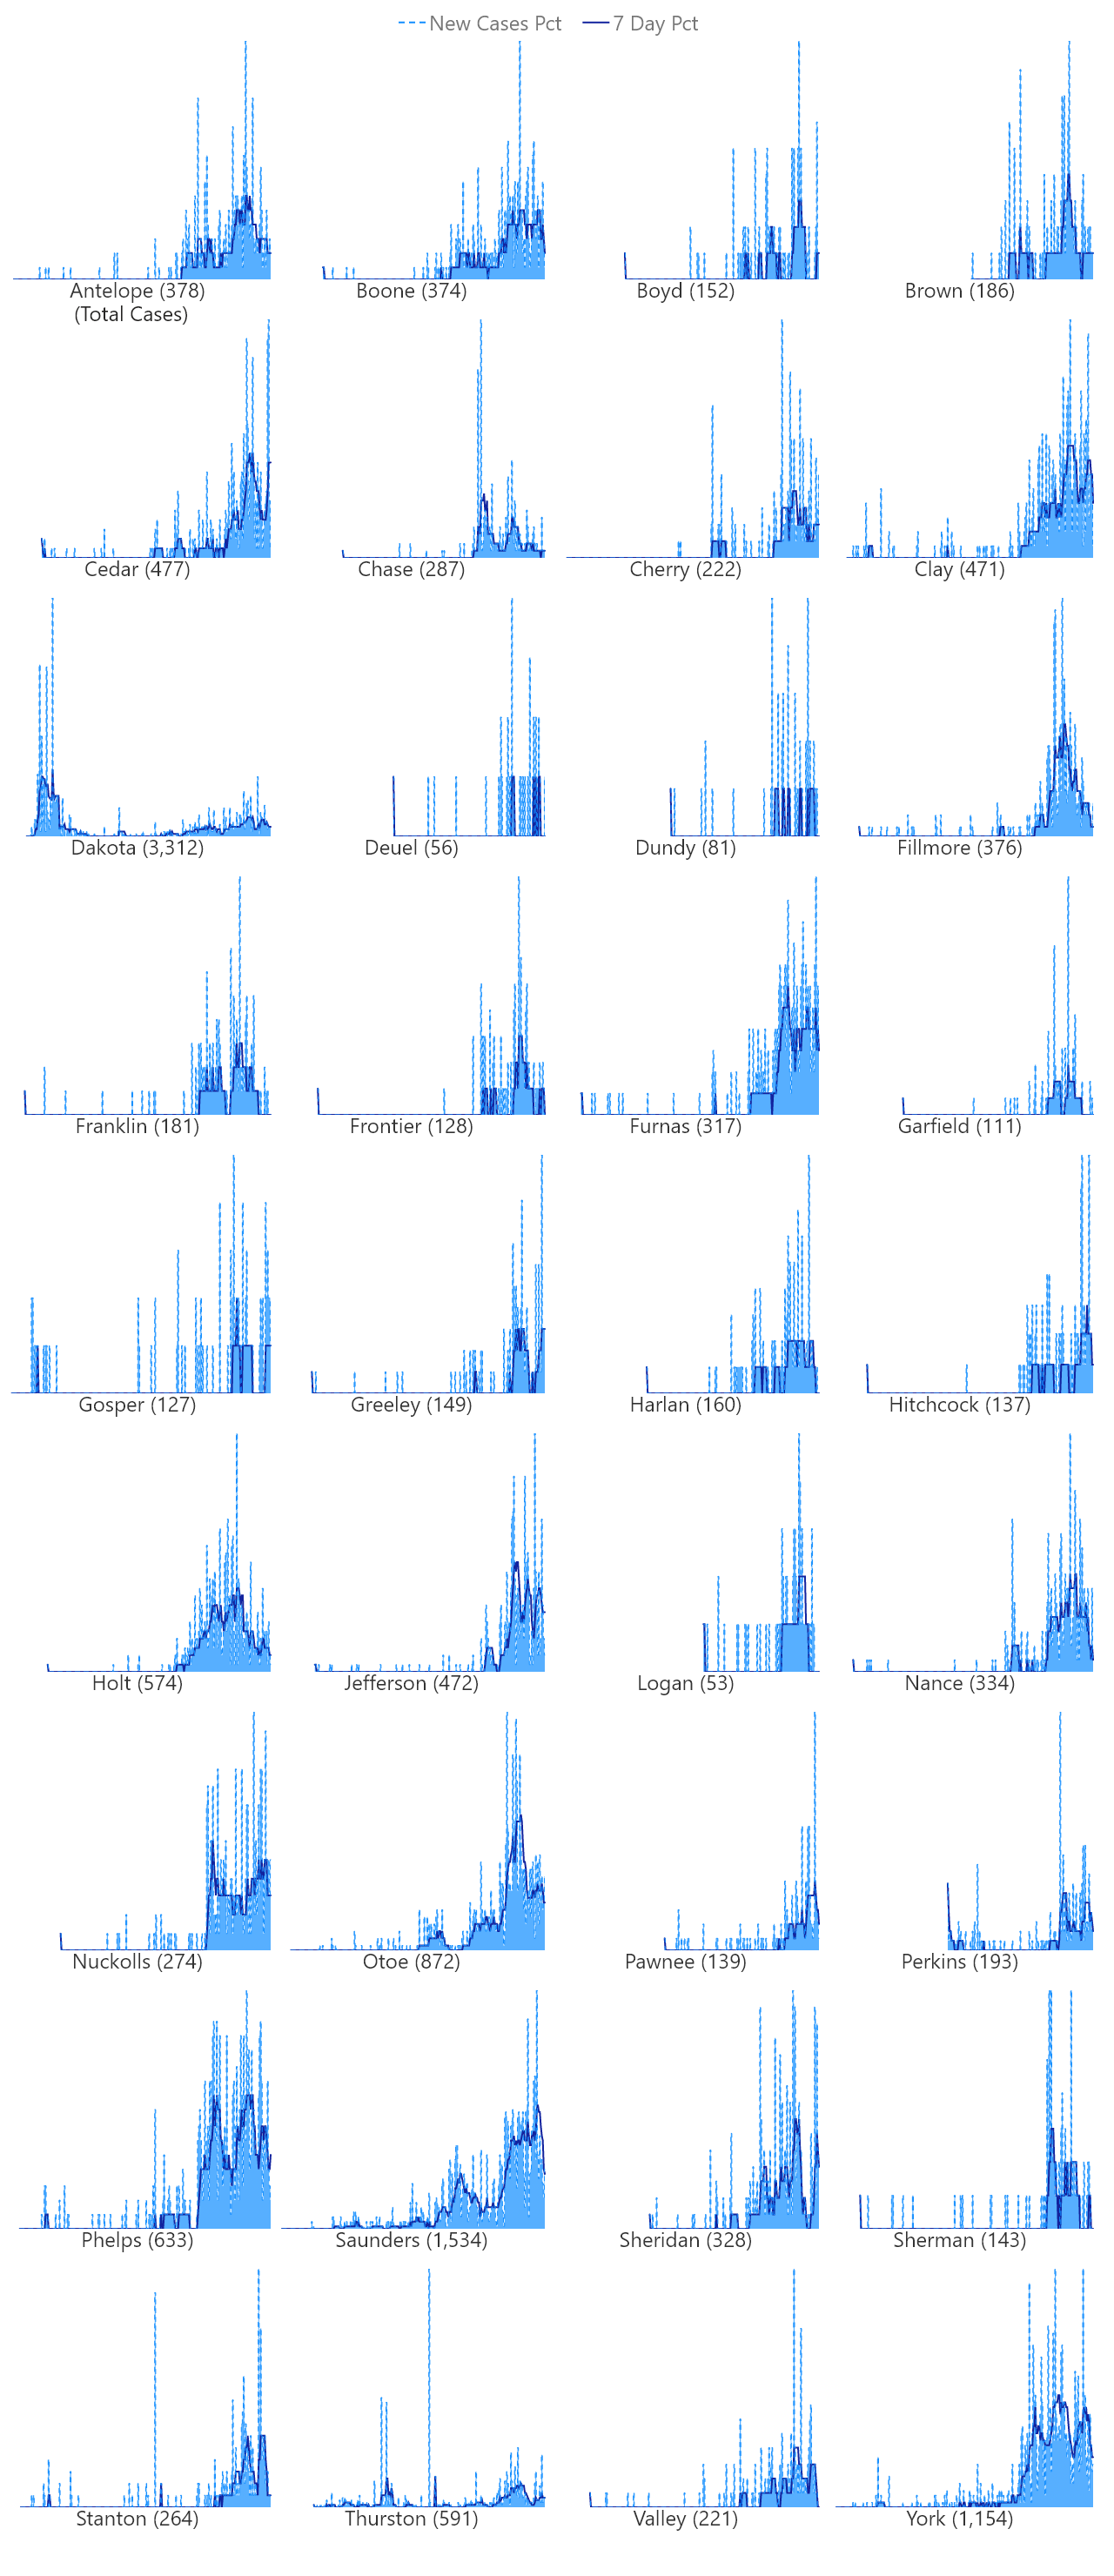 New Cases Pct 7 Day Pct
Antelope (378) Boone (374) Boyd (152) Brown (186)
(Total Cases)
Cedar (477) Chase (287) Cherry (222) Clay (471)
Dakota (3,312) Deuel (56) Dundy (81) Fillmore (376)
Franklin (181) Frontier (128) Furnas (317) Garfield (111)
Gosper (127) Greeley (149) Harlan (160) Hitchcock (137)
Holt (574) Jefferson (472) Logan (53) Nance (334)
Nuckolls (274) Otoe (872) Pawnee (139) Perkins (193)
Phelps (633) Saunders (1,534) Sheridan (328) Sherman (143)
Stanton (264) Thurston (591) Valley (221) York (1,154)